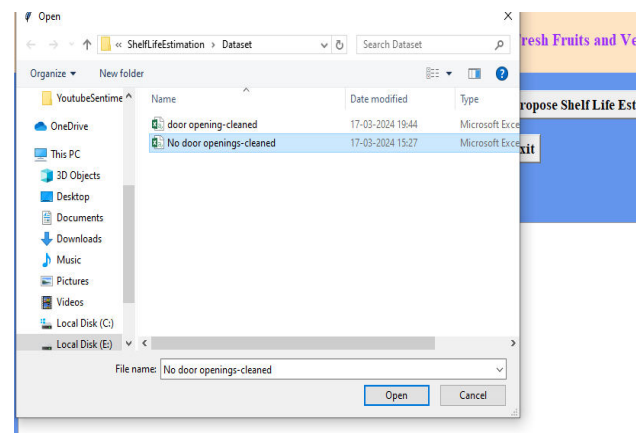 Open
« ShelfLifeEstimation > Dataset
Search Dataset
Organize
New folder
YoutubeSentime
OneDrive
This PC
3D Objects
Desktop
Documents
Downloads
Music
Pictures
Videos
Local Disk (C:)
Local Disk (E:)
Name Date modified Type
door opening-cleaned 17-03-2024 19:44 Microsoft Exce
No door openings-cleaned 17-03-2024 15:27 Microsoft Exce
File name: No door openings-cleaned
Open Cancel
resh Fruits and Ve
ropose Shelf Life Est
xit